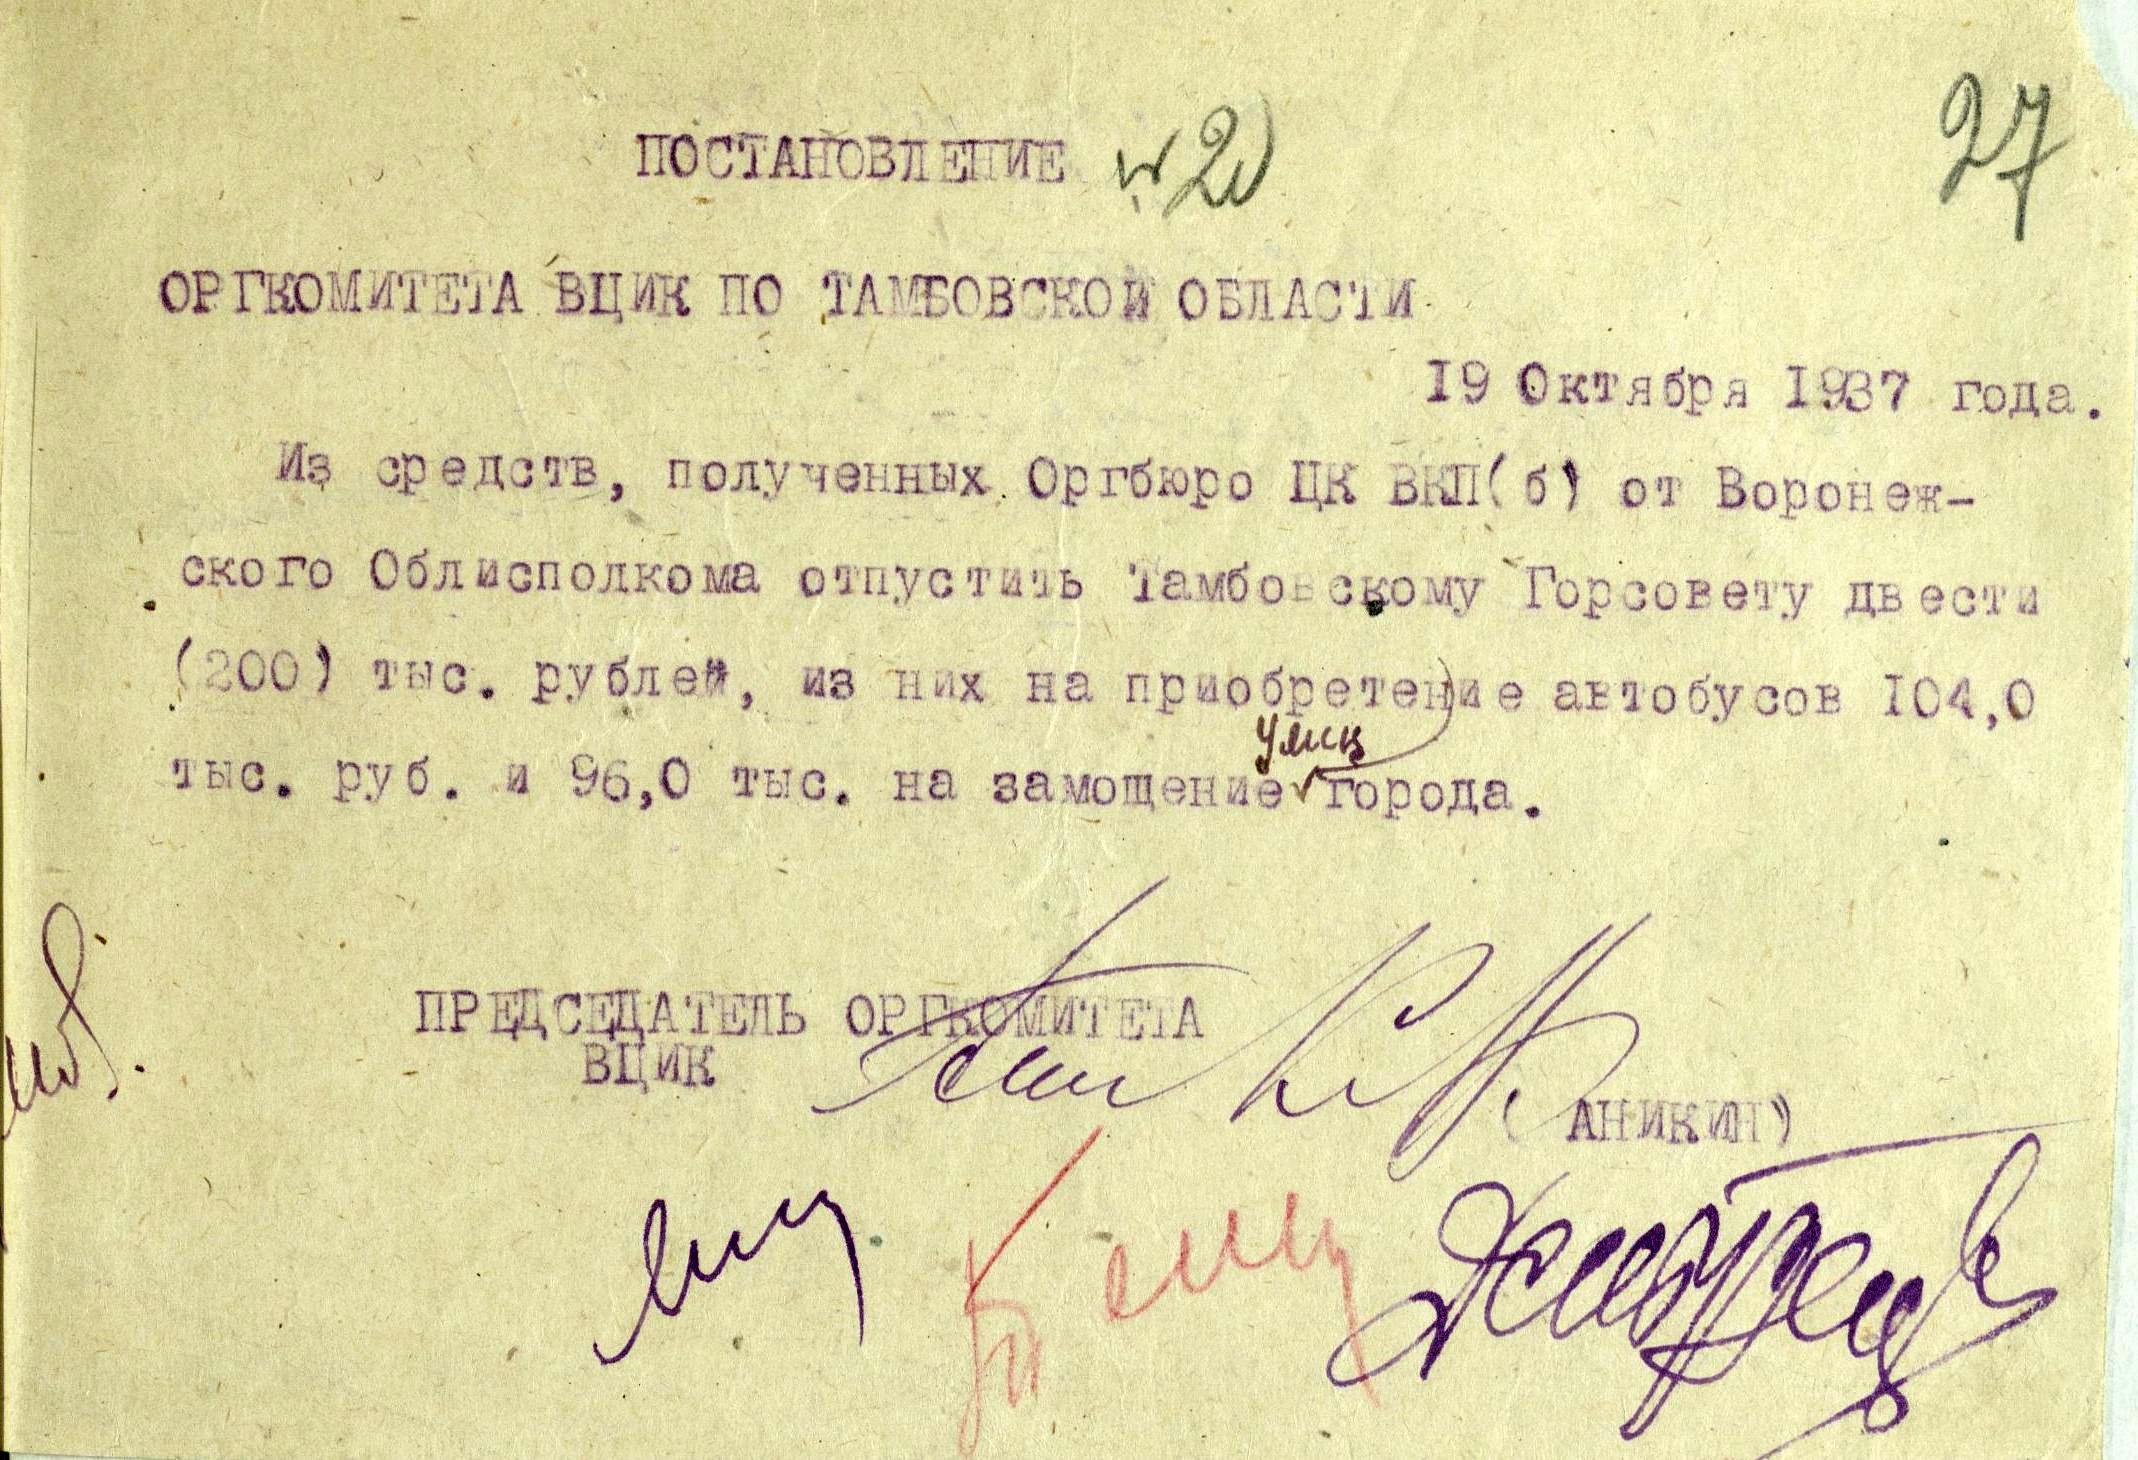 27
ПОСТАНОВЛЕНИЕ № 20
ОРГКОМИТЕТА ВЦИК ПО ТАМБОВСКОЙ ОБЛАСТИ
19 Октября 1937 года.
Из средств, полученных Оргбюро ЦК ВКП(б) от Воронеж-
ского Облисполкома отпустить Тамбовскому Горсовету двести
(200) тыс. рублей, из них на приобретение автобусов 104,0
улиц
тыс. руб. и 96,0 тыс. на замощение города.
ПРЕДСЕДАТЕЛЬ ОРГКОМИТЕТА
ВЦИК
(АНИКИН)